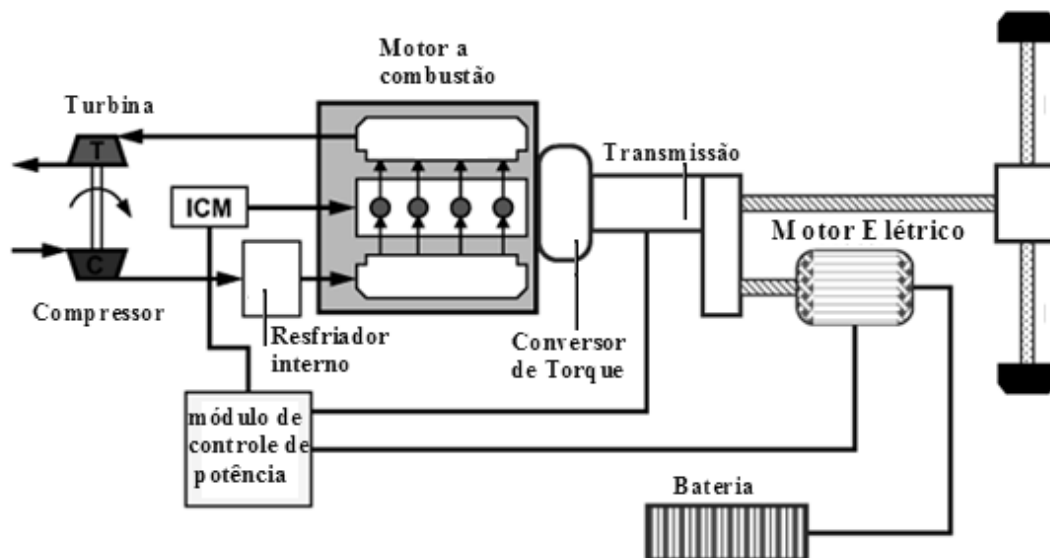 Motor a
combustão
Turbina
T
Transmissão
ICM
Motor Elétrico
C
Compressor
Resfriador
interno
Conversor
de Torque
módulo de
controle de
potência
Bateria